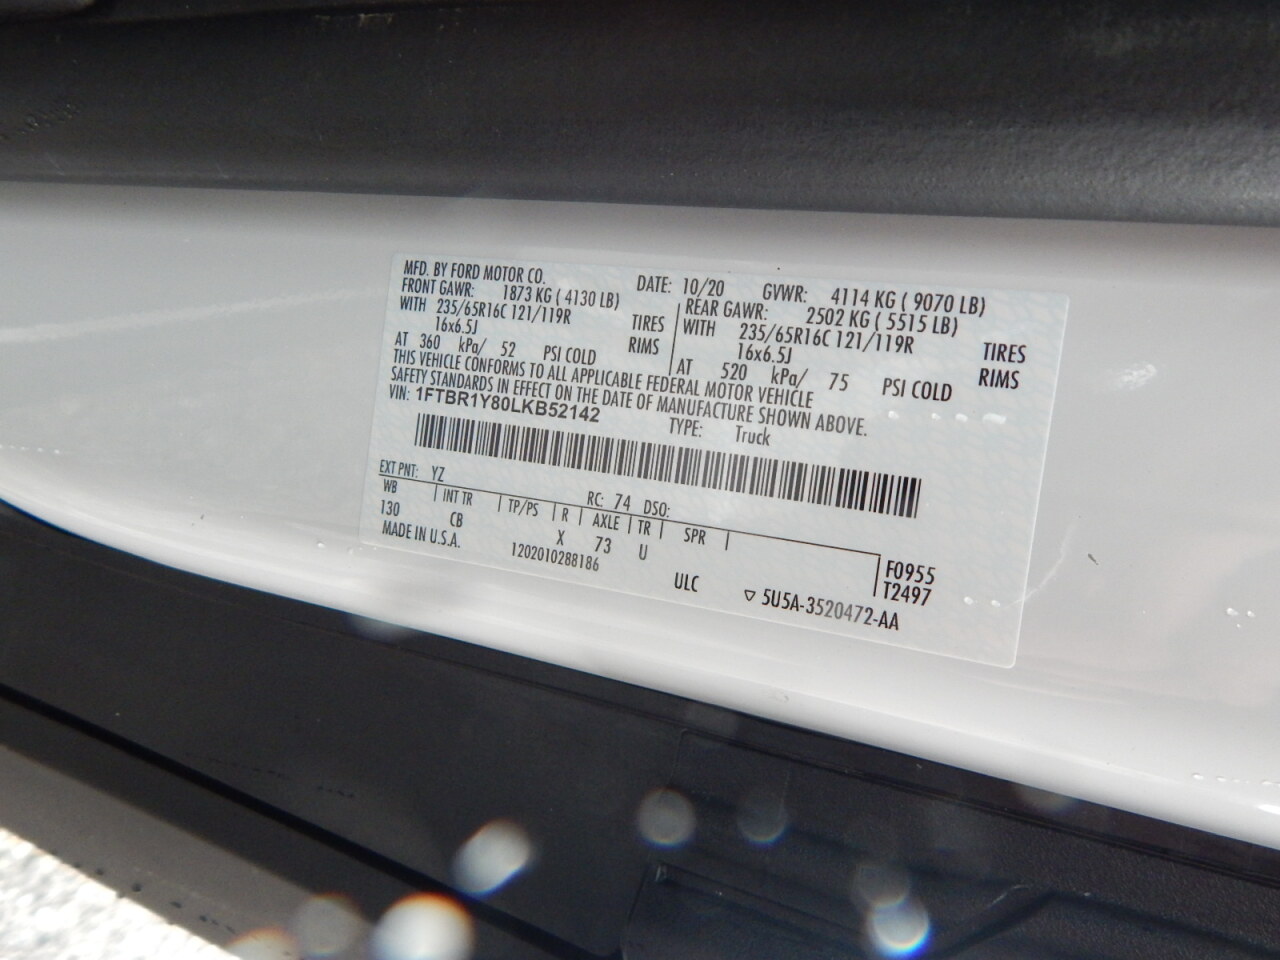 MFD. BY FORD MOTOR CO.
DATE: 10/20 GVWR: 4114 KG ( 9070 LB)
FRONT GAWR: 1873 KG ( 4130 LB)
WITH 235/65R16C 121/119R TIRES
16x6.5J RIMS
AT 360 kPa/ 52 PSI COLD
REAR GAWR: 2502 KG ( 5515 LB)
WITH 235/65R16C 121/119R TIRES
16x6.5J RIMS
AT 520 kPa/ 75 PSI COLD
THIS VEHICLE CONFORMS TO ALL APPLICABLE FEDERAL MOTOR VEHICLE
SAFETY STANDARDS IN EFFECT ON THE DATE OF MANUFACTURE SHOWN ABOVE.
VIN: 1FTBR1Y80LKB52142
TYPE: Truck
EXT PNT: YZ RC: 74 DSO:
WB INT TR TP/PS R AXLE TR SPR
130 CB X 73 U
F0955
T2497
MADE IN U.S.A. 1202010288186
ULC ▽ 5U5A-3520472-AA